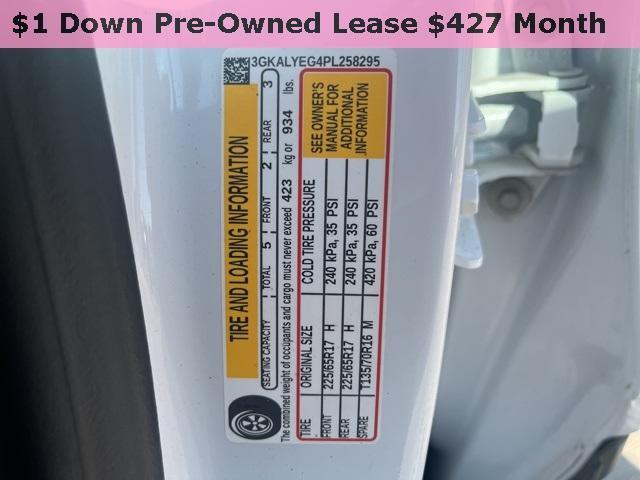 $1 Down Pre-Owned Lease $427 Month
3GKALYEG4PL258295
TIRE AND LOADING INFORMATION
SEATING CAPACITY TOTAL 5 FRONT 2 REAR 3
The combined weight of occupants and cargo must never exceed 423 kg or 934 lbs.
TIRE ORIGINAL SIZE COLD TIRE PRESSURE
FRONT 225/65R17 H 240 kPa, 35 PSI
REAR 225/65R17 H 240 kPa, 35 PSI
SPARE T135/70R16 M 420 kPa, 60 PSI
SEE OWNER'S
MANUAL FOR
ADDITIONAL
INFORMATION